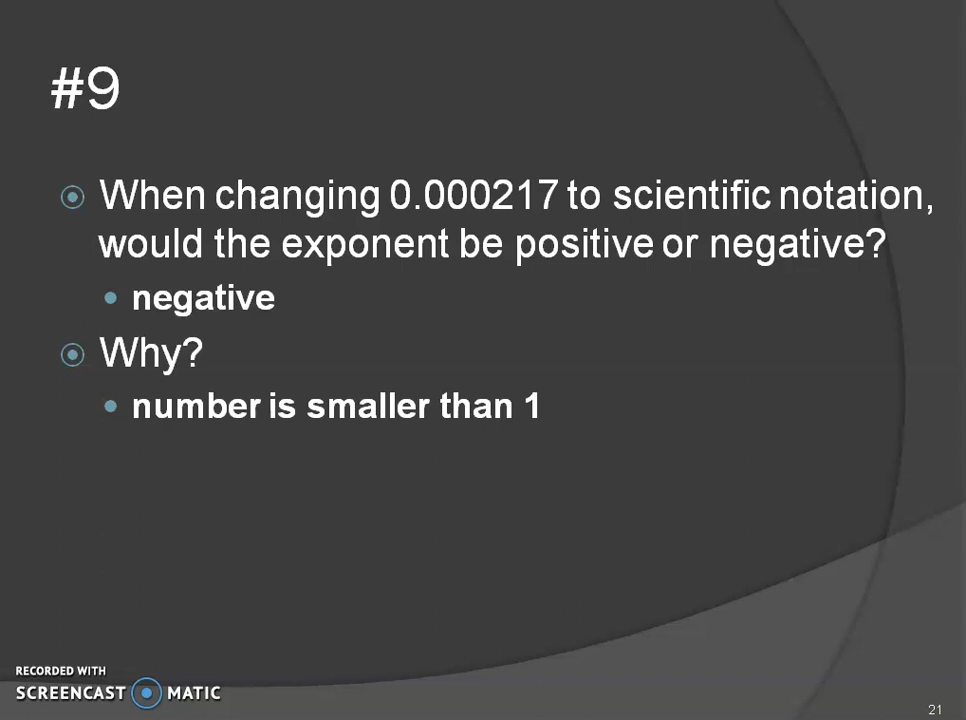 #9
When changing 0.000217 to scientific notation,
would the exponent be positive or negative?
negative
Why?
number is smaller than 1
RECORDED WITH
SCREENCAST MATIC
21